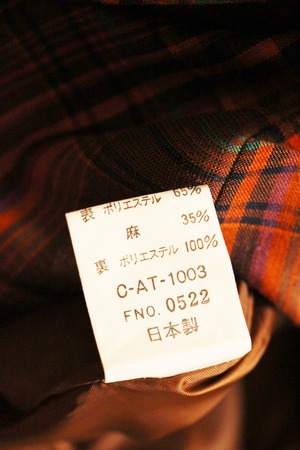 表 ポリエステル 65%
麻 35%
裏 ポリエステル 100%
C-AT-1003
FNO. 0522
日本製